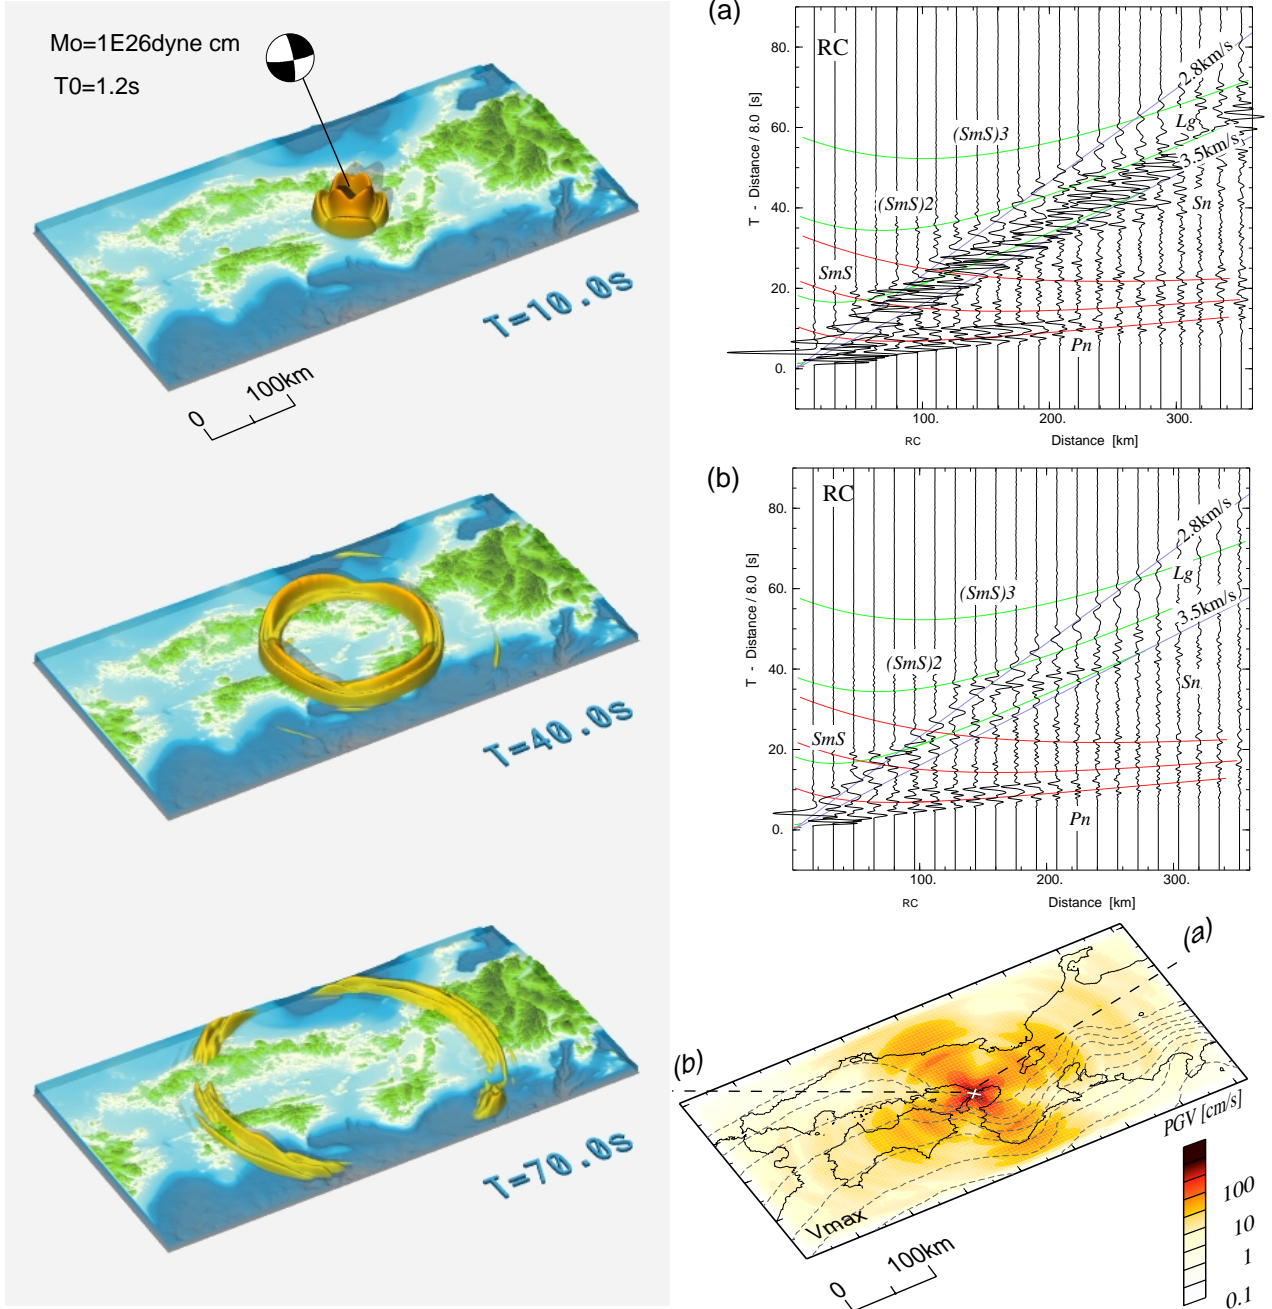 Mo=1E26dyne cm
T0=1.2s
T=10.0s
0 100km
T=40.0s
T=70.0s
(a)
RC
80.
60.
40.
20.
0.
T - Distance / 8.0 [s]
2.8km/s
Lg
3.5km/s
(SmS)3
(SmS)2
Sn
SmS
Pn
100. 200. 300.
RC Distance [km]
(b)
RC
80.
60.
40.
20.
0.
T - Distance / 8.0 [s]
2.8km/s
Lg
3.5km/s
(SmS)3
(SmS)2
Sn
SmS
Pn
100. 200. 300.
RC Distance [km]
(a)
(b)
Vmax
0 100km
PGV [cm/s]
100
10
1
0.1